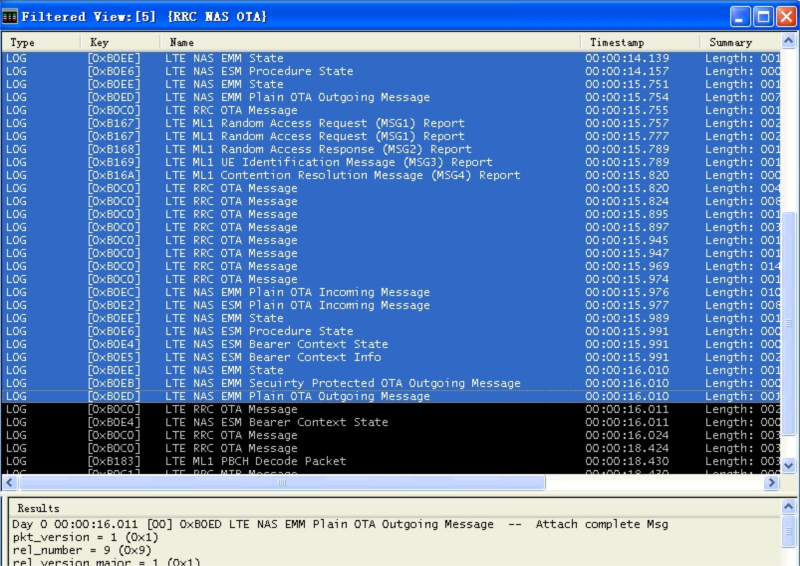 Filtered View:[5] {RRC NAS OTA}
Type Key Name Timestamp Summary
LOG [0xB0EE] LTE NAS EMM State 00:00:14.139 Length: 001
LOG [0xB0E6] LTE NAS ESM Procedure State 00:00:14.157 Length: 000
LOG [0xB0EE] LTE NAS EMM State 00:00:15.751 Length: 001
LOG [0xB0ED] LTE NAS EMM Plain OTA Outgoing Message 00:00:15.754 Length: 007
LOG [0xB0C0] LTE RRC OTA Message 00:00:15.755 Length: 001
LOG [0xB167] LTE ML1 Random Access Request (MSG1) Report 00:00:15.757 Length: 002
LOG [0xB167] LTE ML1 Random Access Request (MSG1) Report 00:00:15.777 Length: 002
LOG [0xB168] LTE ML1 Random Access Response (MSG2) Report 00:00:15.789 Length: 001
LOG [0xB169] LTE ML1 UE Identification Message (MSG3) Report 00:00:15.789 Length: 001
LOG [0xB16A] LTE ML1 Contention Resolution Message (MSG4) Report 00:00:15.820 Length: 000
LOG [0xB0C0] LTE RRC OTA Message 00:00:15.820 Length: 004
LOG [0xB0C0] LTE RRC OTA Message 00:00:15.824 Length: 008
LOG [0xB0C0] LTE RRC OTA Message 00:00:15.895 Length: 001
LOG [0xB0C0] LTE RRC OTA Message 00:00:15.897 Length: 003
LOG [0xB0C0] LTE RRC OTA Message 00:00:15.945 Length: 001
LOG [0xB0C0] LTE RRC OTA Message 00:00:15.947 Length: 001
LOG [0xB0C0] LTE RRC OTA Message 00:00:15.969 Length: 014
LOG [0xB0C0] LTE RRC OTA Message 00:00:15.974 Length: 001
LOG [0xB0EC] LTE NAS EMM Plain OTA Incoming Message 00:00:15.976 Length: 010
LOG [0xB0E2] LTE NAS ESM Plain OTA Incoming Message 00:00:15.977 Length: 008
LOG [0xB0EE] LTE NAS EMM State 00:00:15.989 Length: 001
LOG [0xB0E6] LTE NAS ESM Procedure State 00:00:15.991 Length: 000
LOG [0xB0E4] LTE NAS ESM Bearer Context State 00:00:15.991 Length: 000
LOG [0xB0E5] LTE NAS ESM Bearer Context Info 00:00:15.991 Length: 002
LOG [0xB0EE] LTE NAS EMM State 00:00:16.010 Length: 001
LOG [0xB0EB] LTE NAS EMM Secuirty Protected OTA Outgoing Message 00:00:16.010 Length: 000
LOG [0xB0ED] LTE NAS EMM Plain OTA Outgoing Message 00:00:16.010 Length: 001
LOG [0xB0C0] LTE RRC OTA Message 00:00:16.011 Length: 002
LOG [0xB0E4] LTE NAS ESM Bearer Context State 00:00:16.011 Length: 000
LOG [0xB0C0] LTE RRC OTA Message 00:00:16.024 Length: 003
LOG [0xB0C0] LTE RRC OTA Message 00:00:18.424 Length: 003
LOG [0xB183] LTE ML1 PBCH Decode Packet 00:00:18.430 Length: 003
LOG [0xB0C1] LTE RRC MIB Message 00:00:18.430 Length: 000
Results
Day 0 00:00:16.011 [00] 0xB0ED LTE NAS EMM Plain OTA Outgoing Message -- Attach complete Msg
pkt_version = 1 (0x1)
rel_number = 9 (0x9)
rel_version_major = 1 (0x1)